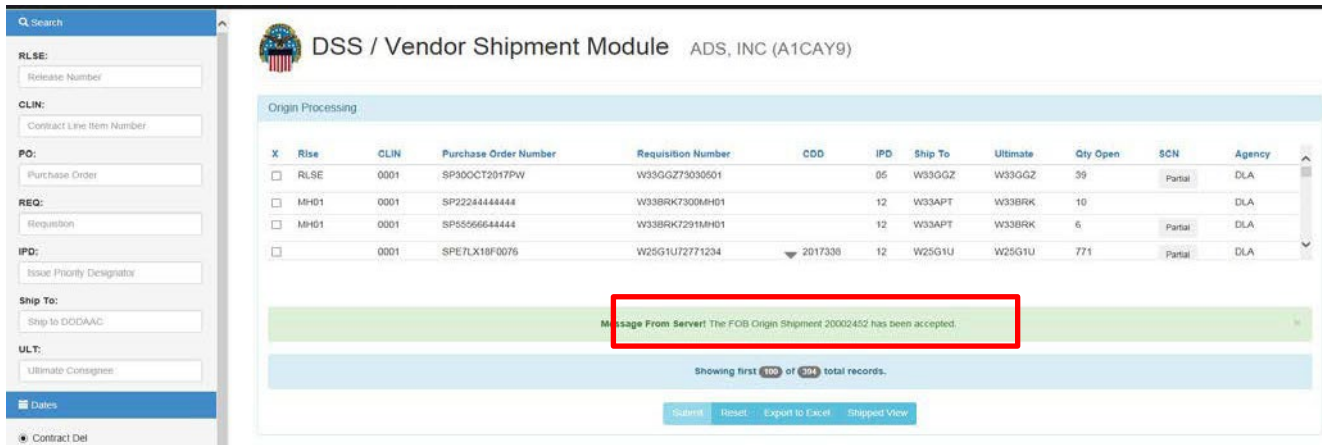 Search
RLSE:
Release Number
CLIN:
Contract Line Item Number
PO:
Purchase Order
REQ:
Requistion
IPD:
Issue Priority Designator
Ship To:
Ship to DODAAC
ULT:
Ultimate Consignee
Dates
Contract Del
DSS / Vendor Shipment Module ADS, INC (A1CAY9)
Origin Processing
X Rlse CLIN Purchase Order Number Requisition Number CDD IPD Ship To Ultimate Qty Open SCN Agency
RLSE 0001 SP30OCT2017PW W33GGZ73030501 05 W33GGZ W33GGZ 39 Partial DLA
MH01 0001 SP22244444444 W33BRK7300MH01 12 W33APT W33BRK 10 DLA
MH01 0001 SP55566644444 W33BRK7291MH01 12 W33APT W33BRK 6 Partial DLA
0001 SPE7LX18F0076 W25G1U72771234 2017338 12 W25G1U W25G1U 771 Partial DLA
Message From Server! The FOB Origin Shipment 20002452 has been accepted.
×
Showing first 100 of 394 total records.
Submit Reset Export to Excel Shipped View